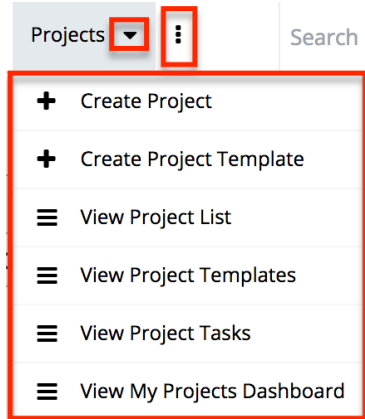 Projects Search
Create Project
Create Project Template
View Project List
View Project Templates
View Project Tasks
View My Projects Dashboard